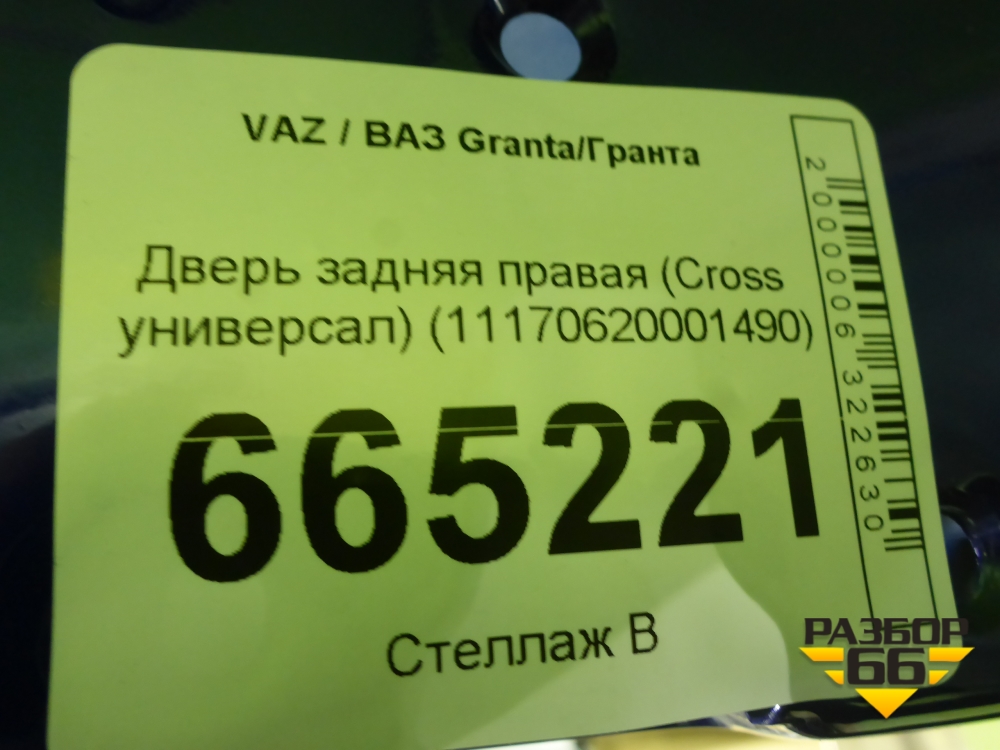 VAZ / ВАЗ Granta/Гранта
Дверь задняя правая (Cross
универсал) (11170620001490)
665221
Стеллаж В
2000006322630
РАЗБОР
66